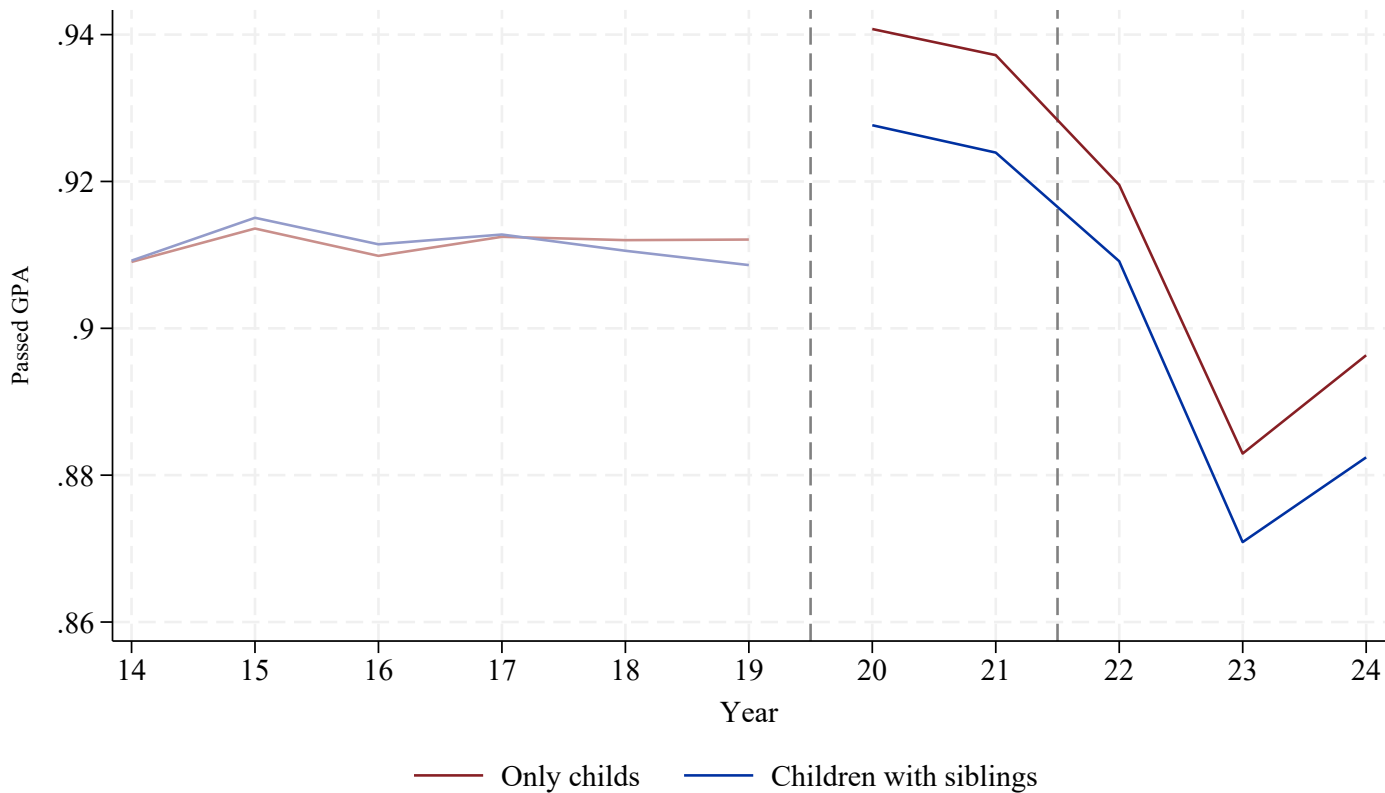 .94
.92
.9
.88
.86
Passed GPA
14 15 16 17 18 19 20 21 22 23 24
Year
Only childs Children with siblings